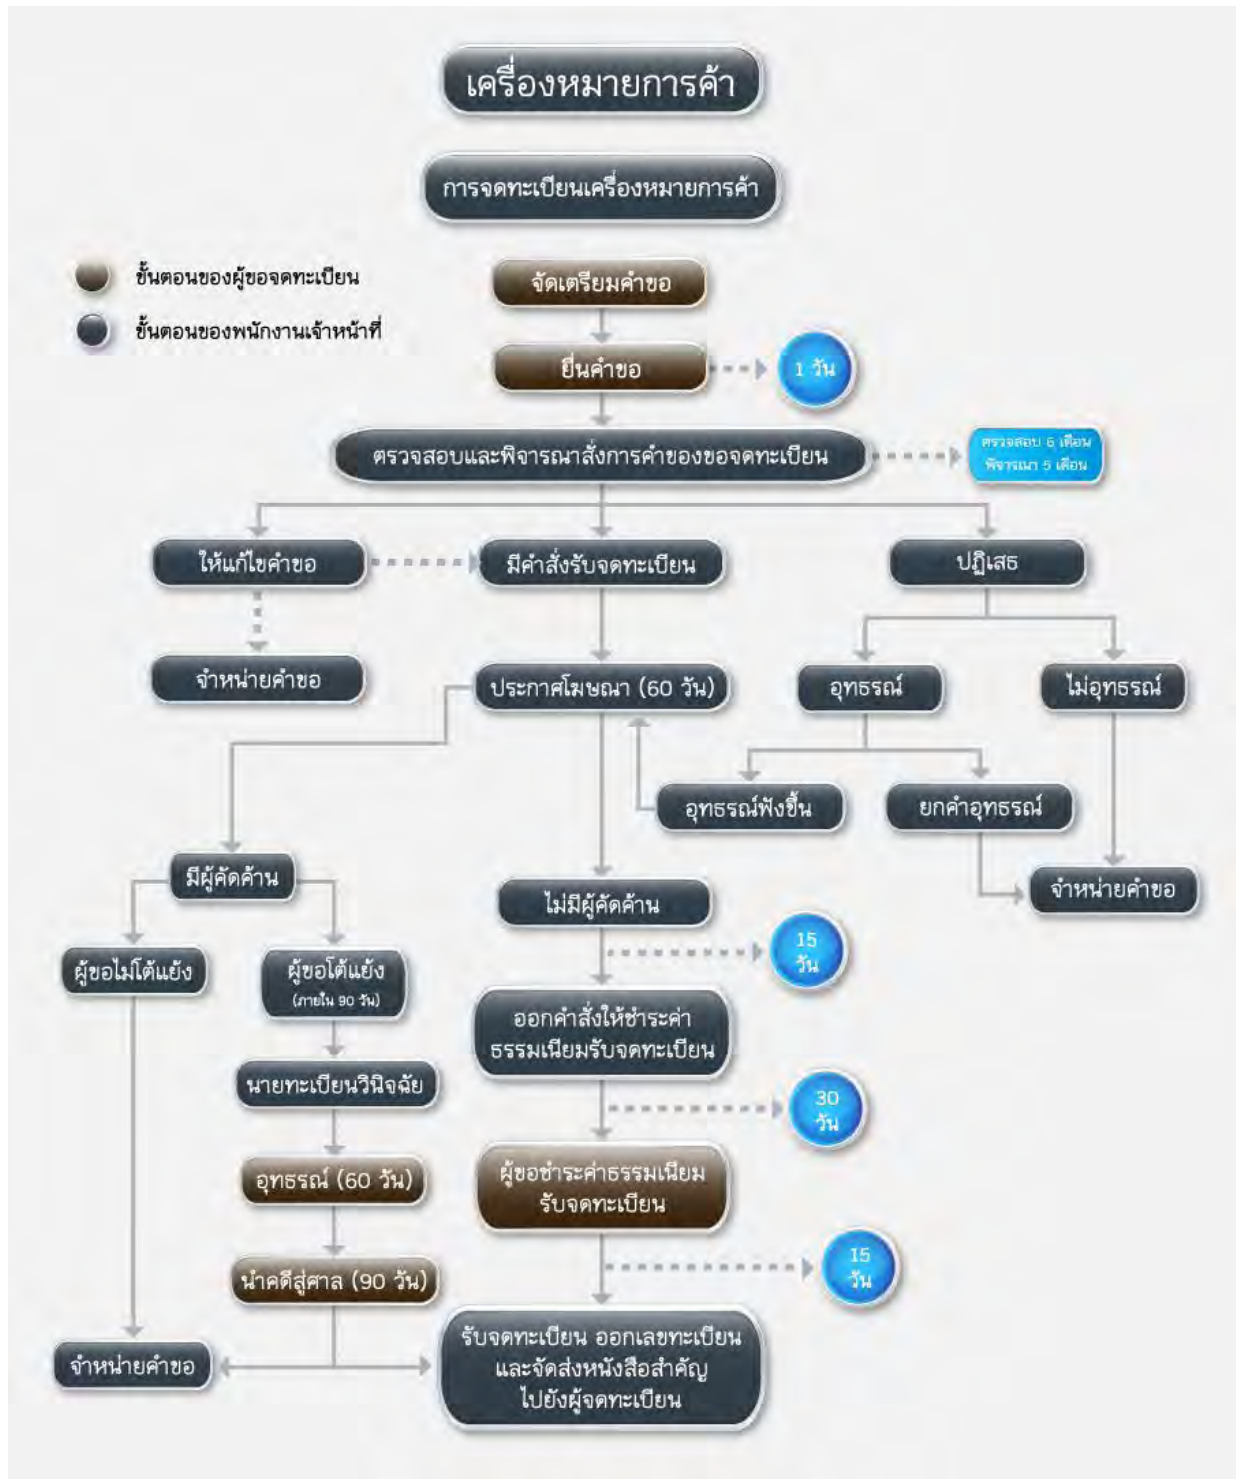 เครื่องหมายการค้า
การจดทะเบียนเครื่องหมายการค้า
ขั้นตอนของผู้ขอจดทะเบียน
ขั้นตอนของพนักงานเจ้าหน้าที่
จัดเตรียมคำขอ
ยื่นคำขอ
1 วัน
ตรวจสอบและพิจารณาสั่งการคำของขอจดทะเบียน
ตรวจสอบ 6 เดือน
พิจารณา 5 เดือน
ให้แก้ไขคำขอ
มีคำสั่งรับจดทะเบียน
ปฏิเสธ
จำหน่ายคำขอ
ประกาศโฆษณา (60 วัน)
อุทธรณ์
ไม่อุทธรณ์
อุทธรณ์ฟังขึ้น
ยกคำอุทธรณ์
มีผู้คัดค้าน
ไม่มีผู้คัดค้าน
จำหน่ายคำขอ
15
วัน
ผู้ขอไม่โต้แย้ง
ผู้ขอโต้แย้ง
(ภายใน 90 วัน)
ออกคำสั่งให้ชำระค่า
ธรรมเนียมรับจดทะเบียน
นายทะเบียนวินิจฉัย
30
วัน
อุทธรณ์ (60 วัน)
ผู้ขอชำระค่าธรรมเนียม
รับจดทะเบียน
นำคดีสู่ศาล (90 วัน)
15
วัน
จำหน่ายคำขอ
รับจดทะเบียน ออกเลขทะเบียน
และจัดส่งหนังสือสำคัญ
ไปยังผู้จดทะเบียน